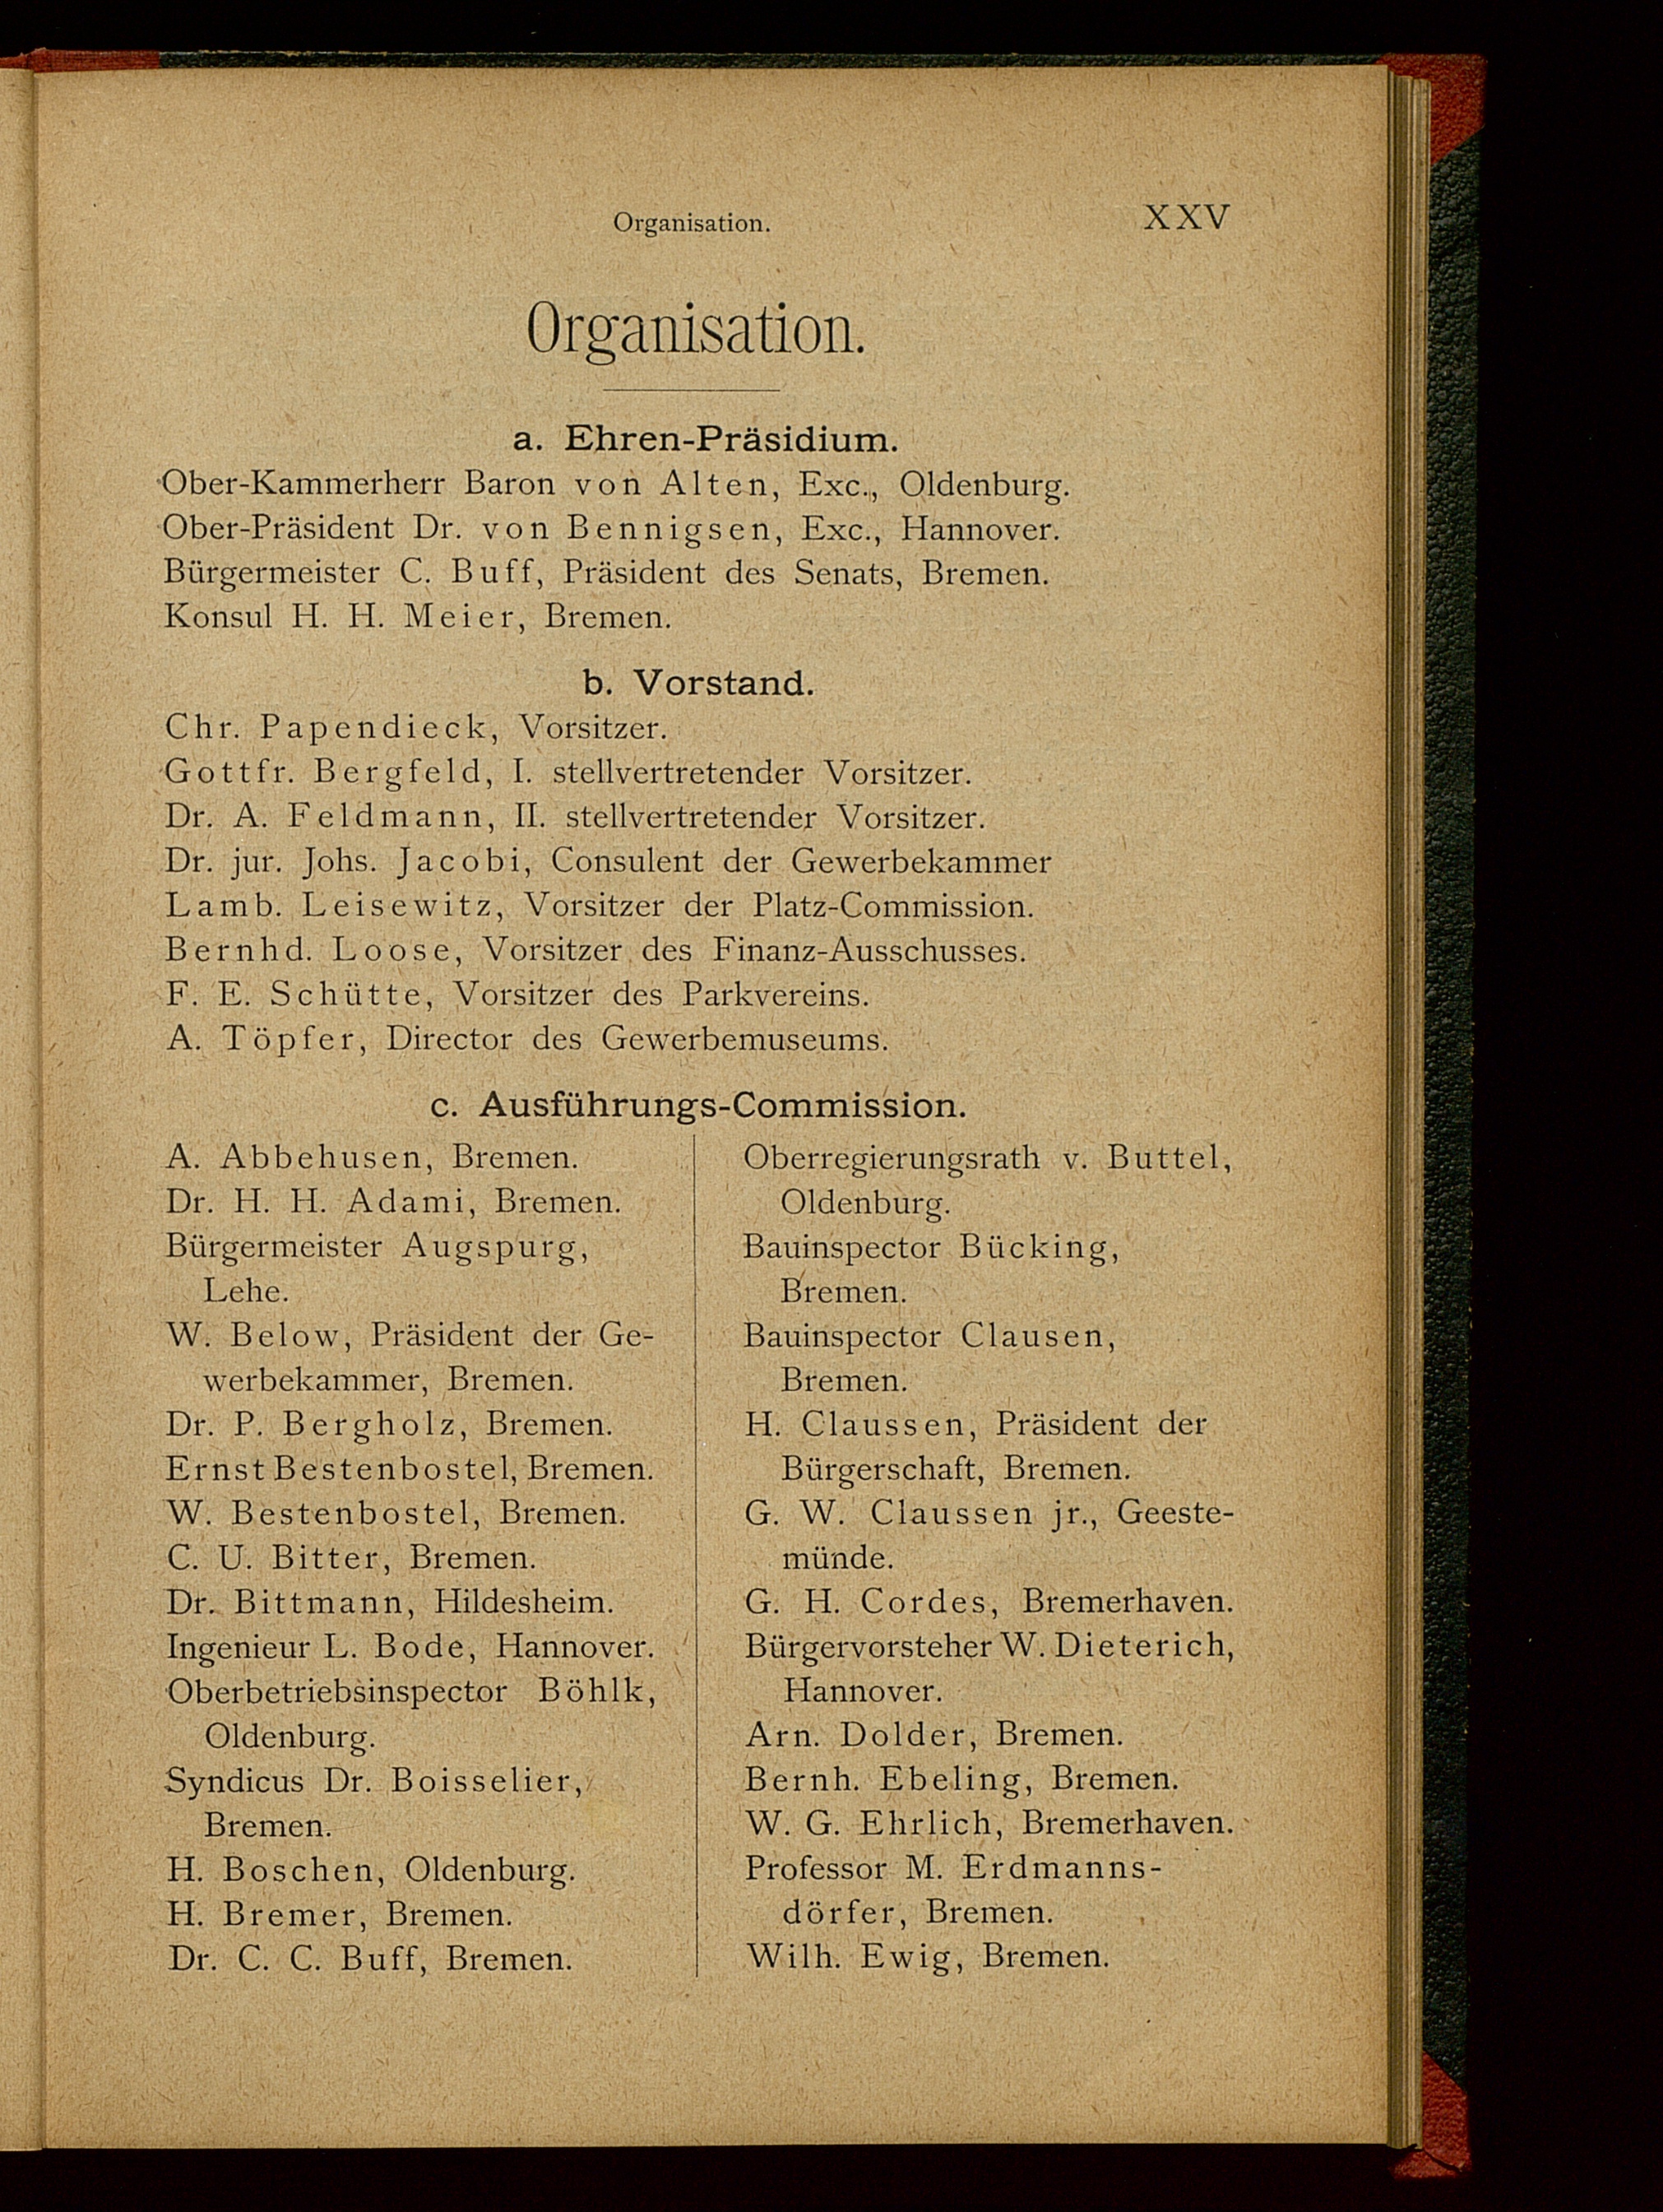 Organisation. XXV
Organisation.
a. Ehren-Präsidium.
Ober-Kammerherr Baron von Alten, Exc., Oldenburg.
Ober-Präsident Dr. von Bennigsen, Exc., Hannover.
Bürgermeister C. Buff, Präsident des Senats, Bremen.
Konsul H. H. Meier, Bremen.
b. Vorstand.
Chr. Papendieck, Vorsitzer.
Gottfr. Bergfeld, I. stellvertretender Vorsitzer.
Dr. A. Feldmann, II. stellvertretender Vorsitzer.
Dr. jur. Johs. Jacobi, Consulent der Gewerbekammer
Lamb. Leisewitz, Vorsitzer der Platz-Commission.
Bernhd. Loose, Vorsitzer des Finanz-Ausschusses.
F. E. Schütte, Vorsitzer des Parkvereins.
A. Töpfer, Director des Gewerbemuseums.
c. Ausführungs-Commission.
A. Abbehusen, Bremen.
Dr. H. H. Adami, Bremen.
Bürgermeister Augspurg,
Lehe.
W. Below, Präsident der Ge-
werbekammer, Bremen.
Dr. P. Bergholz, Bremen.
Ernst Bestenbostel, Bremen.
W. Bestenbostel, Bremen.
C. U. Bitter, Bremen.
Dr. Bittmann, Hildesheim.
Ingenieur L. Bode, Hannover.
Oberbetriebsinspector Böhlk,
Oldenburg.
Syndicus Dr. Boisselier,
Bremen.
H. Boschen, Oldenburg.
H. Bremer, Bremen.
Dr. C. C. Buff, Bremen.
Oberregierungsrath v. Buttel,
Oldenburg.
Bauinspector Bücking,
Bremen.
Bauinspector Clausen,
Bremen.
H. Claussen, Präsident der
Bürgerschaft, Bremen.
G. W. Claussen jr., Geeste-
münde.
G. H. Cordes, Bremerhaven.
Bürgervorsteher W. Dieterich,
Hannover.
Arn. Dolder, Bremen.
Bernh. Ebeling, Bremen.
W. G. Ehrlich, Bremerhaven.
Professor M. Erdmanns-
dörfer, Bremen.
Wilh. Ewig, Bremen.